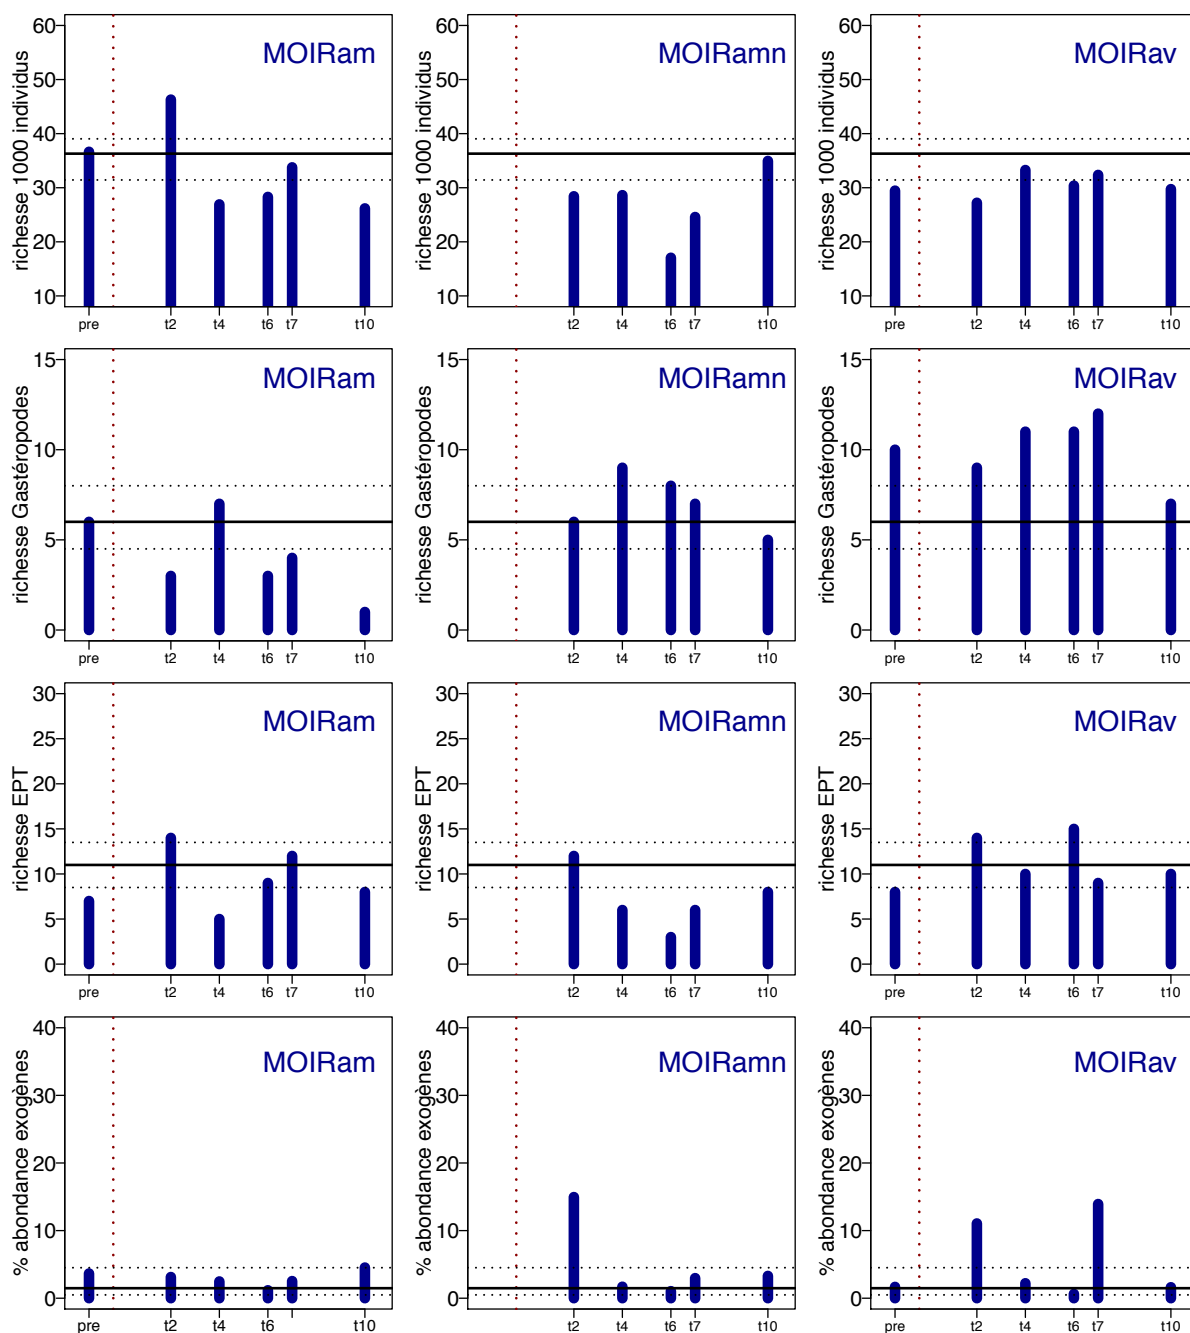 richesse 1000 individus
60
50
40
30
20
10
MOIRam
pre t2 t4 t6 t7 t10
richesse 1000 individus
60
50
40
30
20
10
MOIRamn
t2 t4 t6 t7 t10
richesse 1000 individus
60
50
40
30
20
10
MOIRav
pre t2 t4 t6 t7 t10
richesse Gastéropodes
15
10
5
0
MOIRam
pre t2 t4 t6 t7 t10
richesse Gastéropodes
15
10
5
0
MOIRamn
t2 t4 t6 t7 t10
richesse Gastéropodes
15
10
5
0
MOIRav
pre t2 t4 t6 t7 t10
richesse EPT
30
25
20
15
10
5
0
MOIRam
pre t2 t4 t6 t7 t10
richesse EPT
30
25
20
15
10
5
0
MOIRamn
t2 t4 t6 t7 t10
richesse EPT
30
25
20
15
10
5
0
MOIRav
pre t2 t4 t6 t7 t10
% abondance exogènes
40
30
20
10
0
MOIRam
pre t2 t4 t6 t10
% abondance exogènes
40
30
20
10
0
MOIRamn
t2 t4 t6 t7 t10
% abondance exogènes
40
30
20
10
0
MOIRav
pre t2 t4 t6 t7 t10